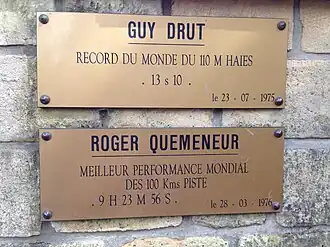 GUY DRUT
RECORD DU MONDE DU 110 M HAIES
. 13 s 10 .
le 23 - 07 - 1975
ROGER QUEMENEUR
MEILLEUR PERFORMANCE MONDIAL
DES 100 Kms PISTE
. 9 H 23 M 56 S .
le 28 - 03 - 1976